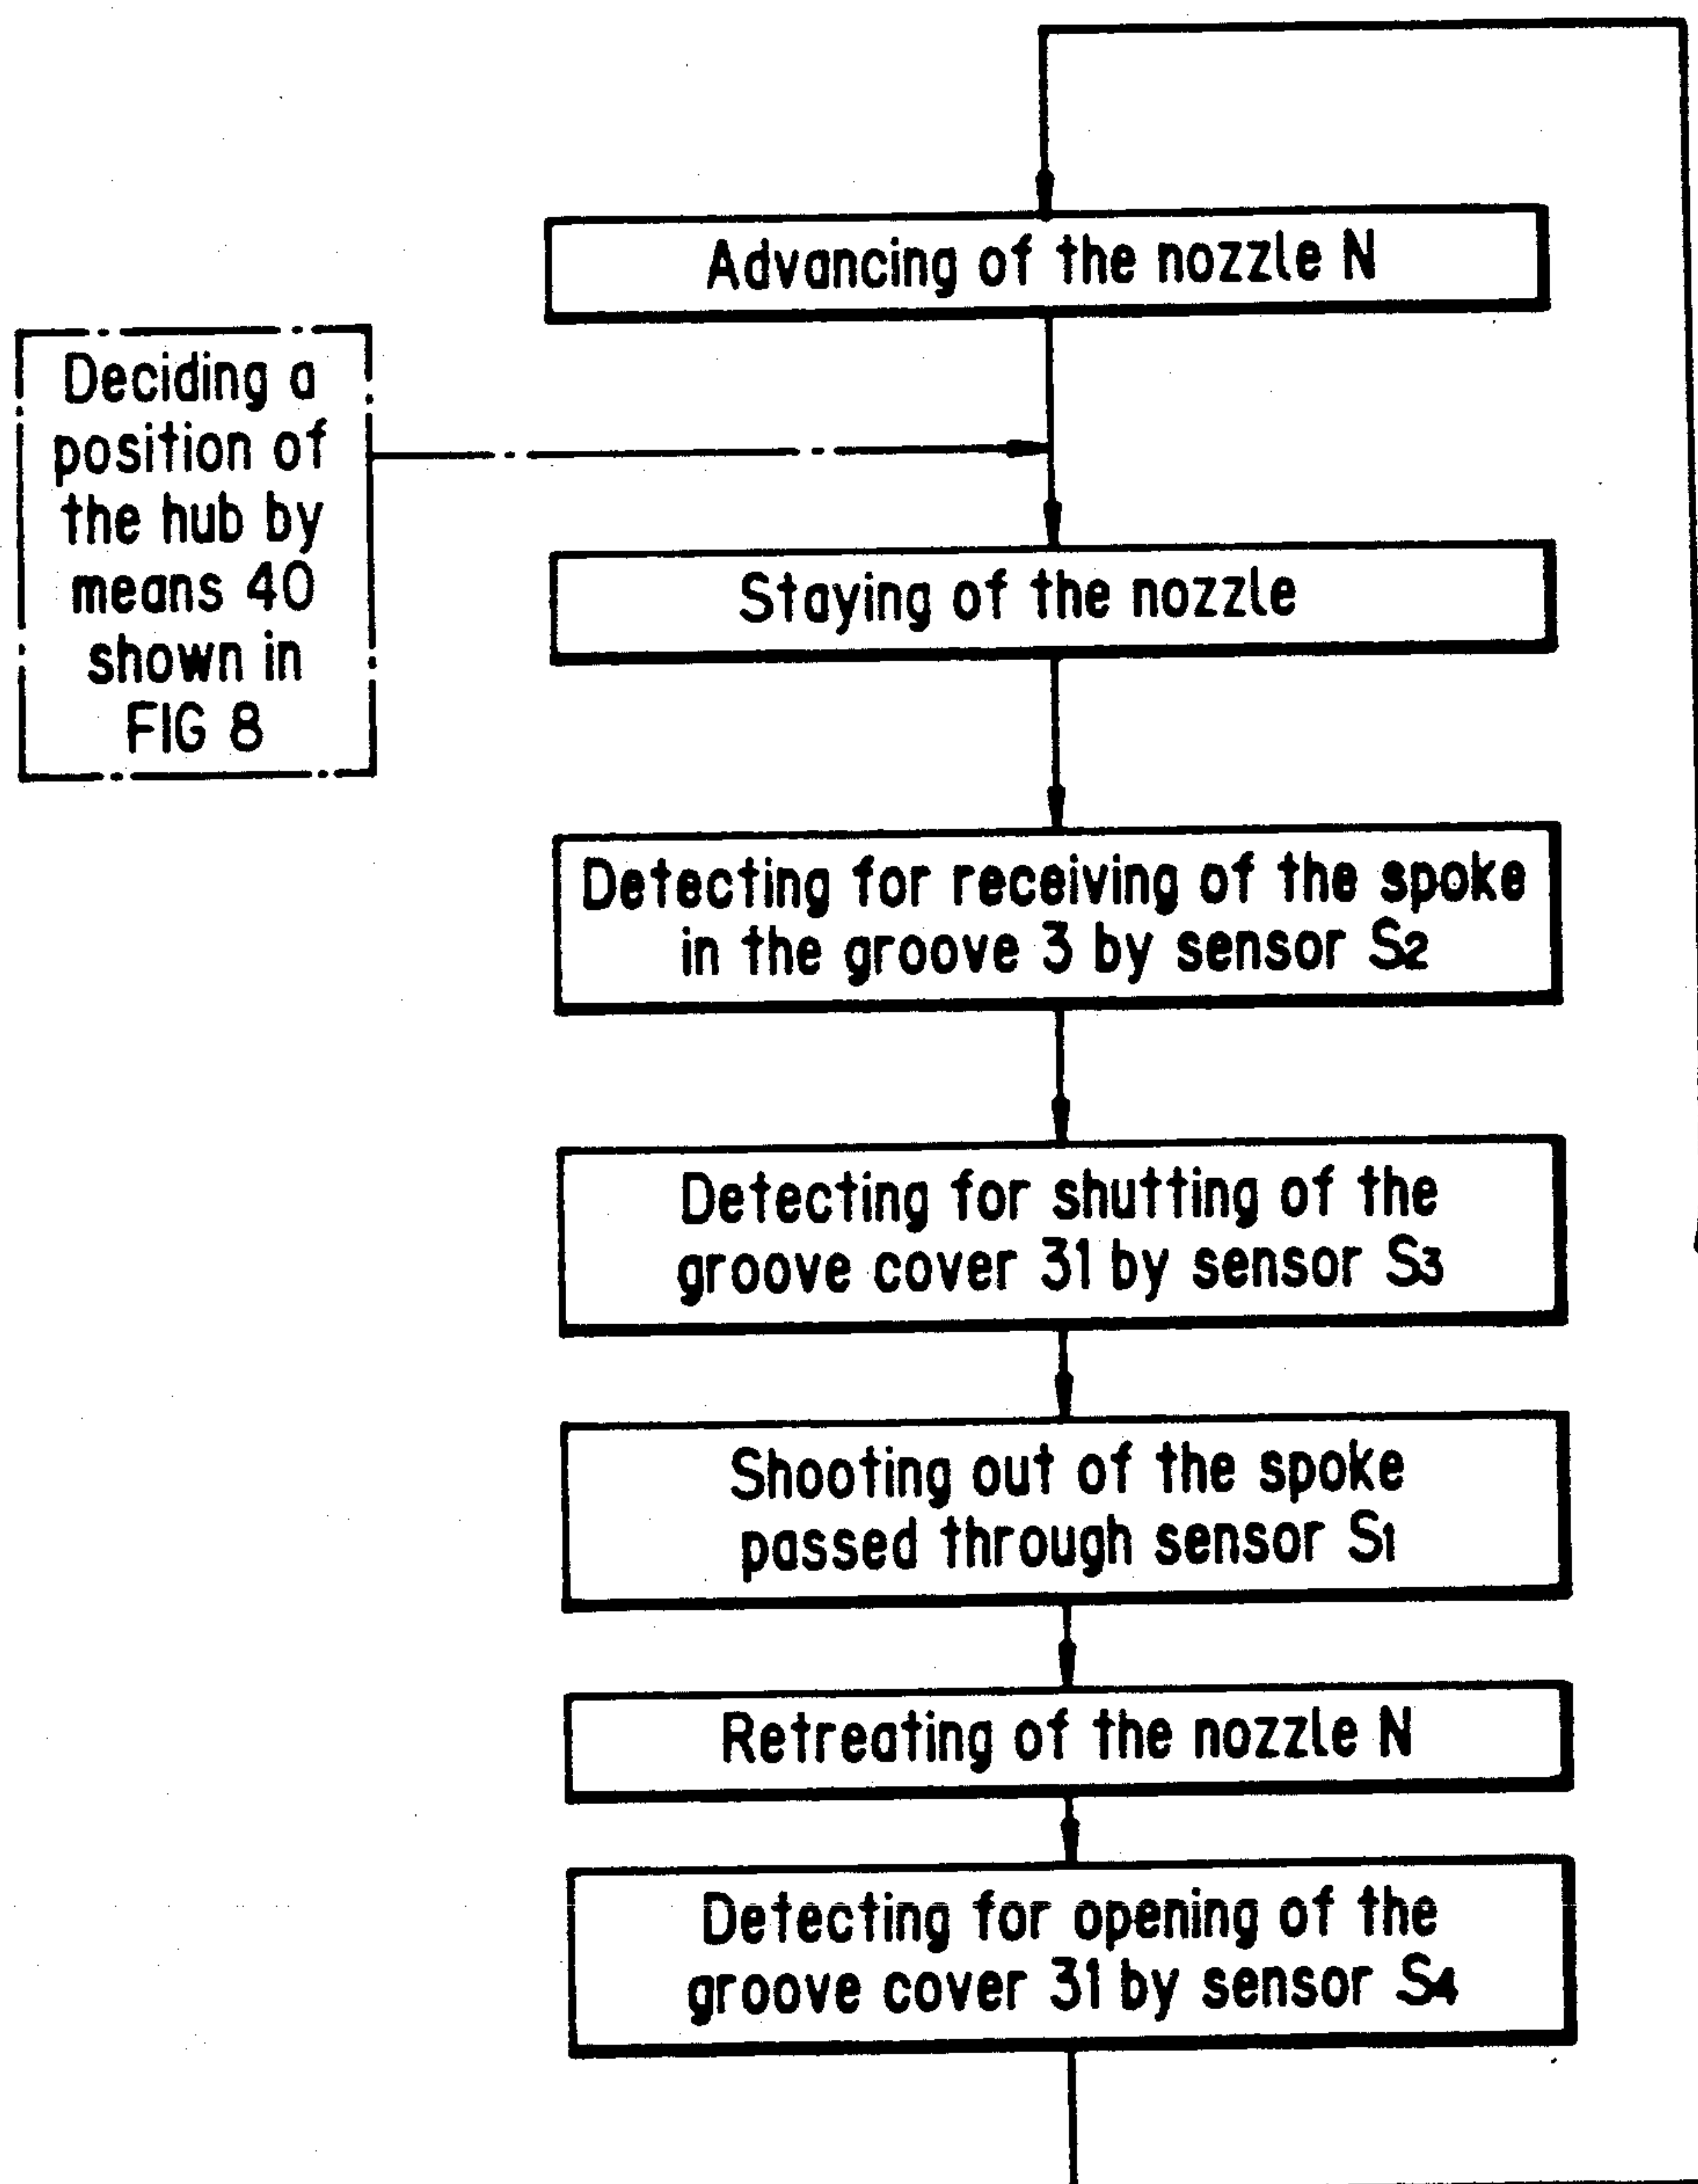 Advancing of the nozzle N
Deciding a
position of
the hub by
means 40
shown in
FIG 8
Staying of the nozzle
Detecting for receiving of the spoke
in the groove 3 by sensor S2
Detecting for shutting of the
groove cover 31 by sensor S3
Shooting out of the spoke
passed through sensor S1
Retreating of the nozzle N
Detecting for opening of the
groove cover 31 by sensor S4